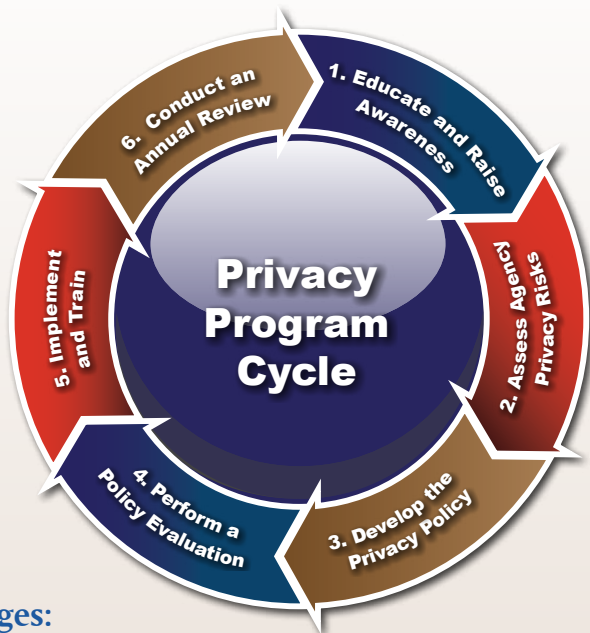 Privacy
Program
Cycle
1. Educate and Raise
Awareness
2. Assess Agency
Privacy Risks
3. Develop the
Privacy Policy
4. Perform a
Policy Evaluation
5. Implement
and Train
6. Conduct an
Annual Review
ges: